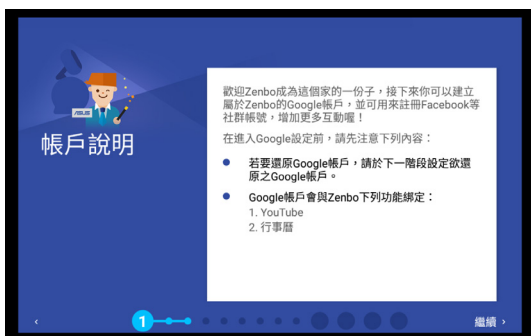 ASUS
帳戶說明
歡迎Zenbo成為這個家的一份子，接下來你可以建立
屬於Zenbo的Google帳戶，並可用來註冊Facebook等
社群帳號，增加更多互動喔！
在進入Google設定前，請先注意下列內容：
若要還原Google帳戶，請於下一階段設定欲還
原之Google帳戶。
Google帳戶會與Zenbo下列功能綁定：
1. YouTube
2. 行事曆
1
繼續